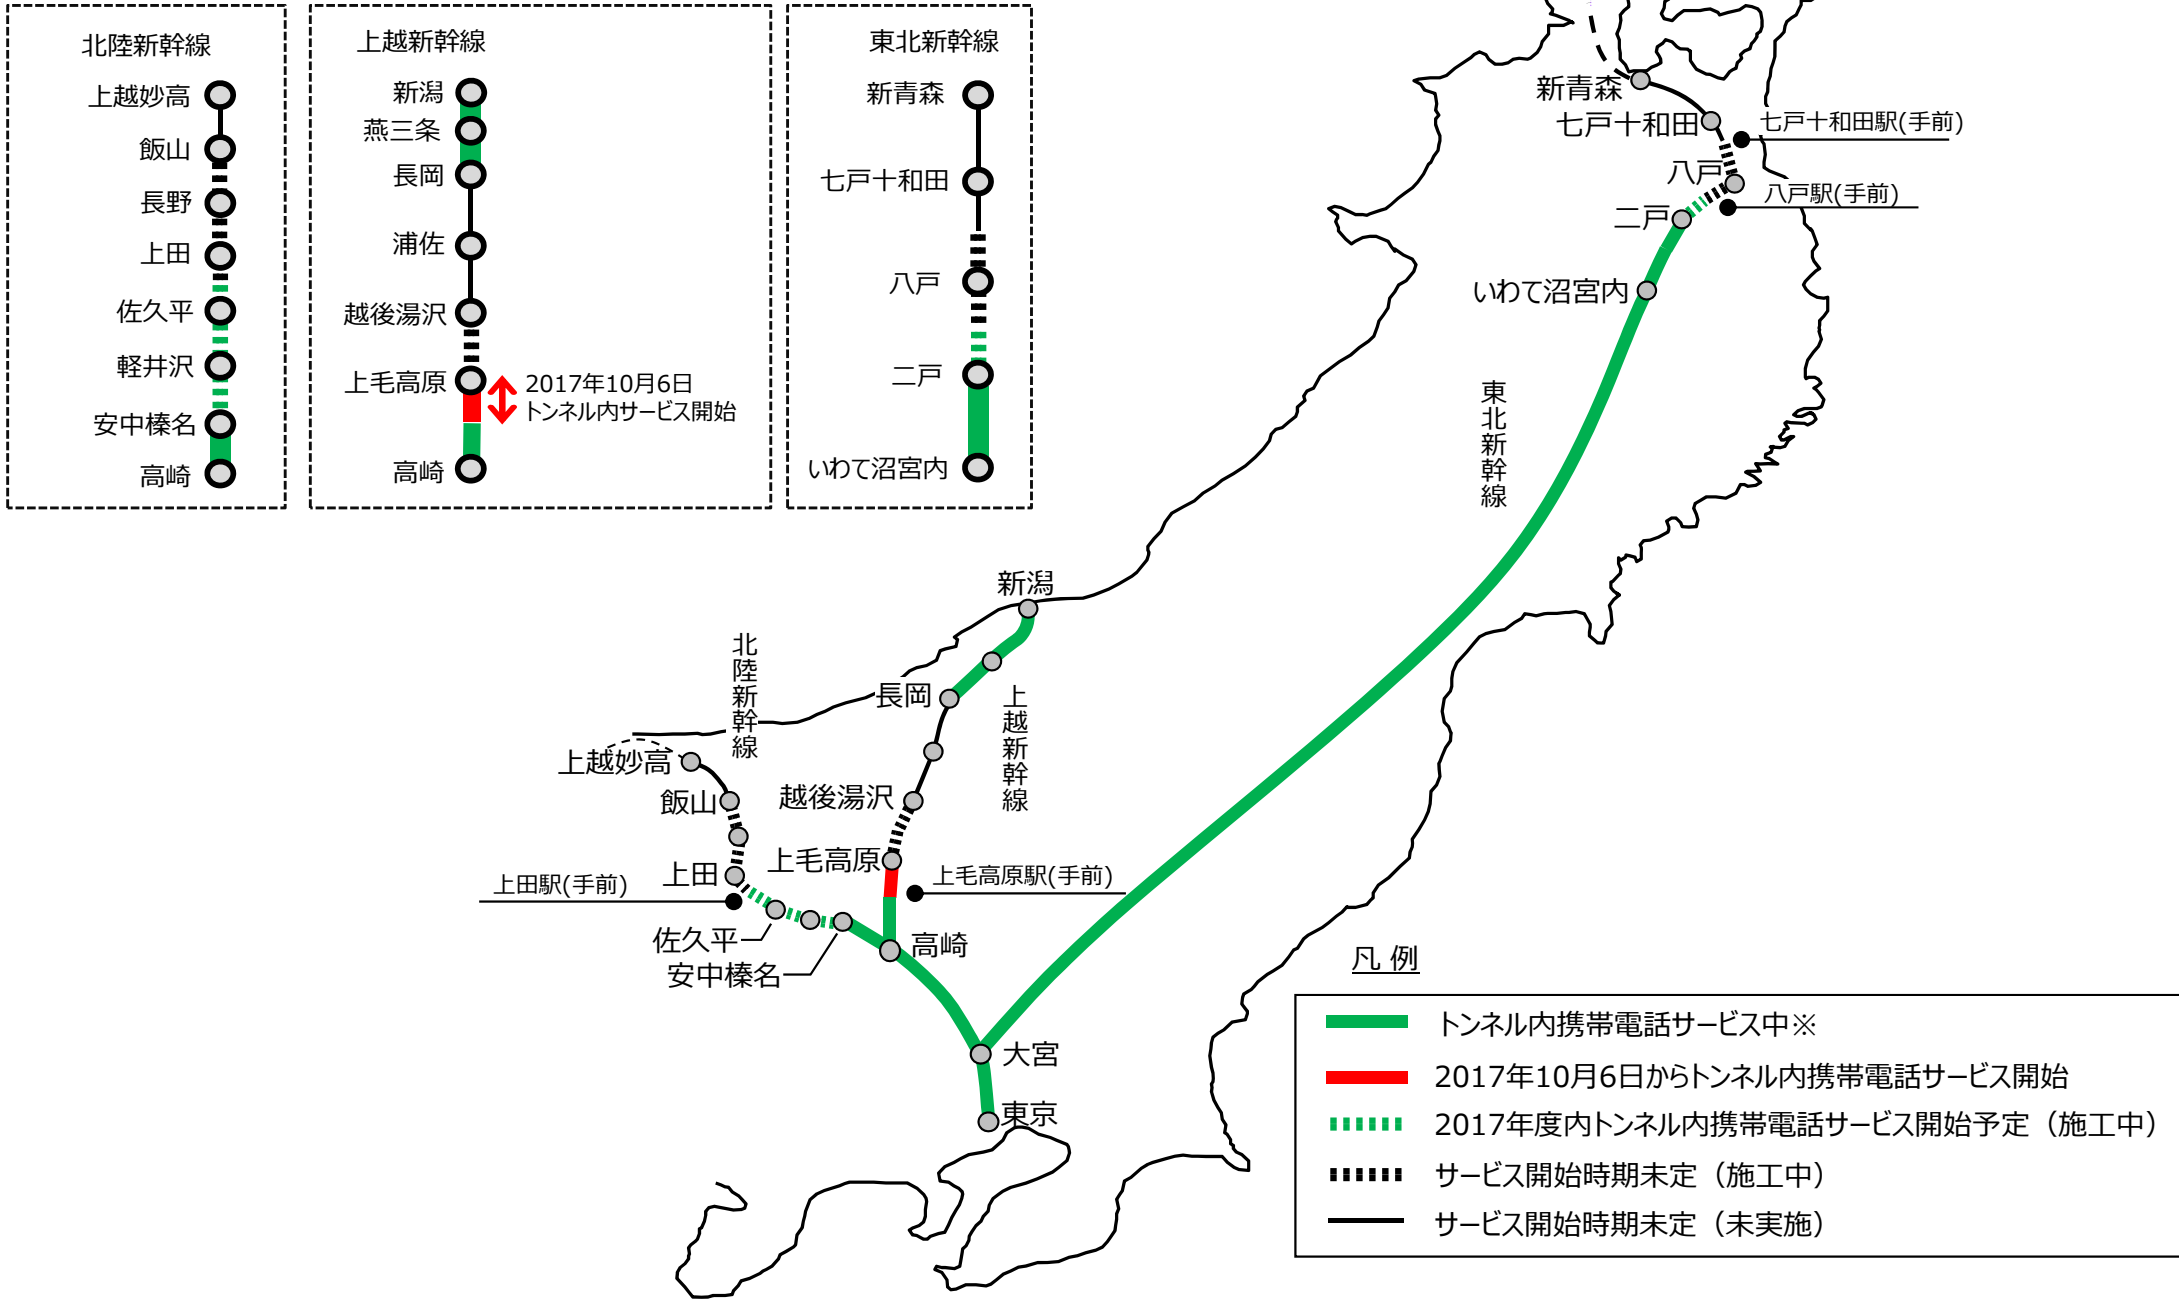 北陸新幹線
上越妙高
飯山
長野
上田
佐久平
軽井沢
安中榛名
高崎
上越新幹線
新潟
燕三条
長岡
浦佐
越後湯沢
上毛高原
2017年10月6日
トンネル内サービス開始
高崎
東北新幹線
新青森
七戸十和田
八戸
二戸
いわて沼宮内
新青森
七戸十和田
七戸十和田駅(手前)
八戸
八戸駅(手前)
二戸
いわて沼宮内
東北新幹線
新潟
北陸新幹線
長岡
上越新幹線
上越妙高
飯山
越後湯沢
上毛高原
上田
上田駅(手前)
上毛高原駅(手前)
佐久平
安中榛名
高崎
大宮
東京
凡 例
トンネル内携帯電話サービス中※
2017年10月6日からトンネル内携帯電話サービス開始
2017年度内トンネル内携帯電話サービス開始予定（施工中）
サービス開始時期未定（施工中）
サービス開始時期未定（未実施）